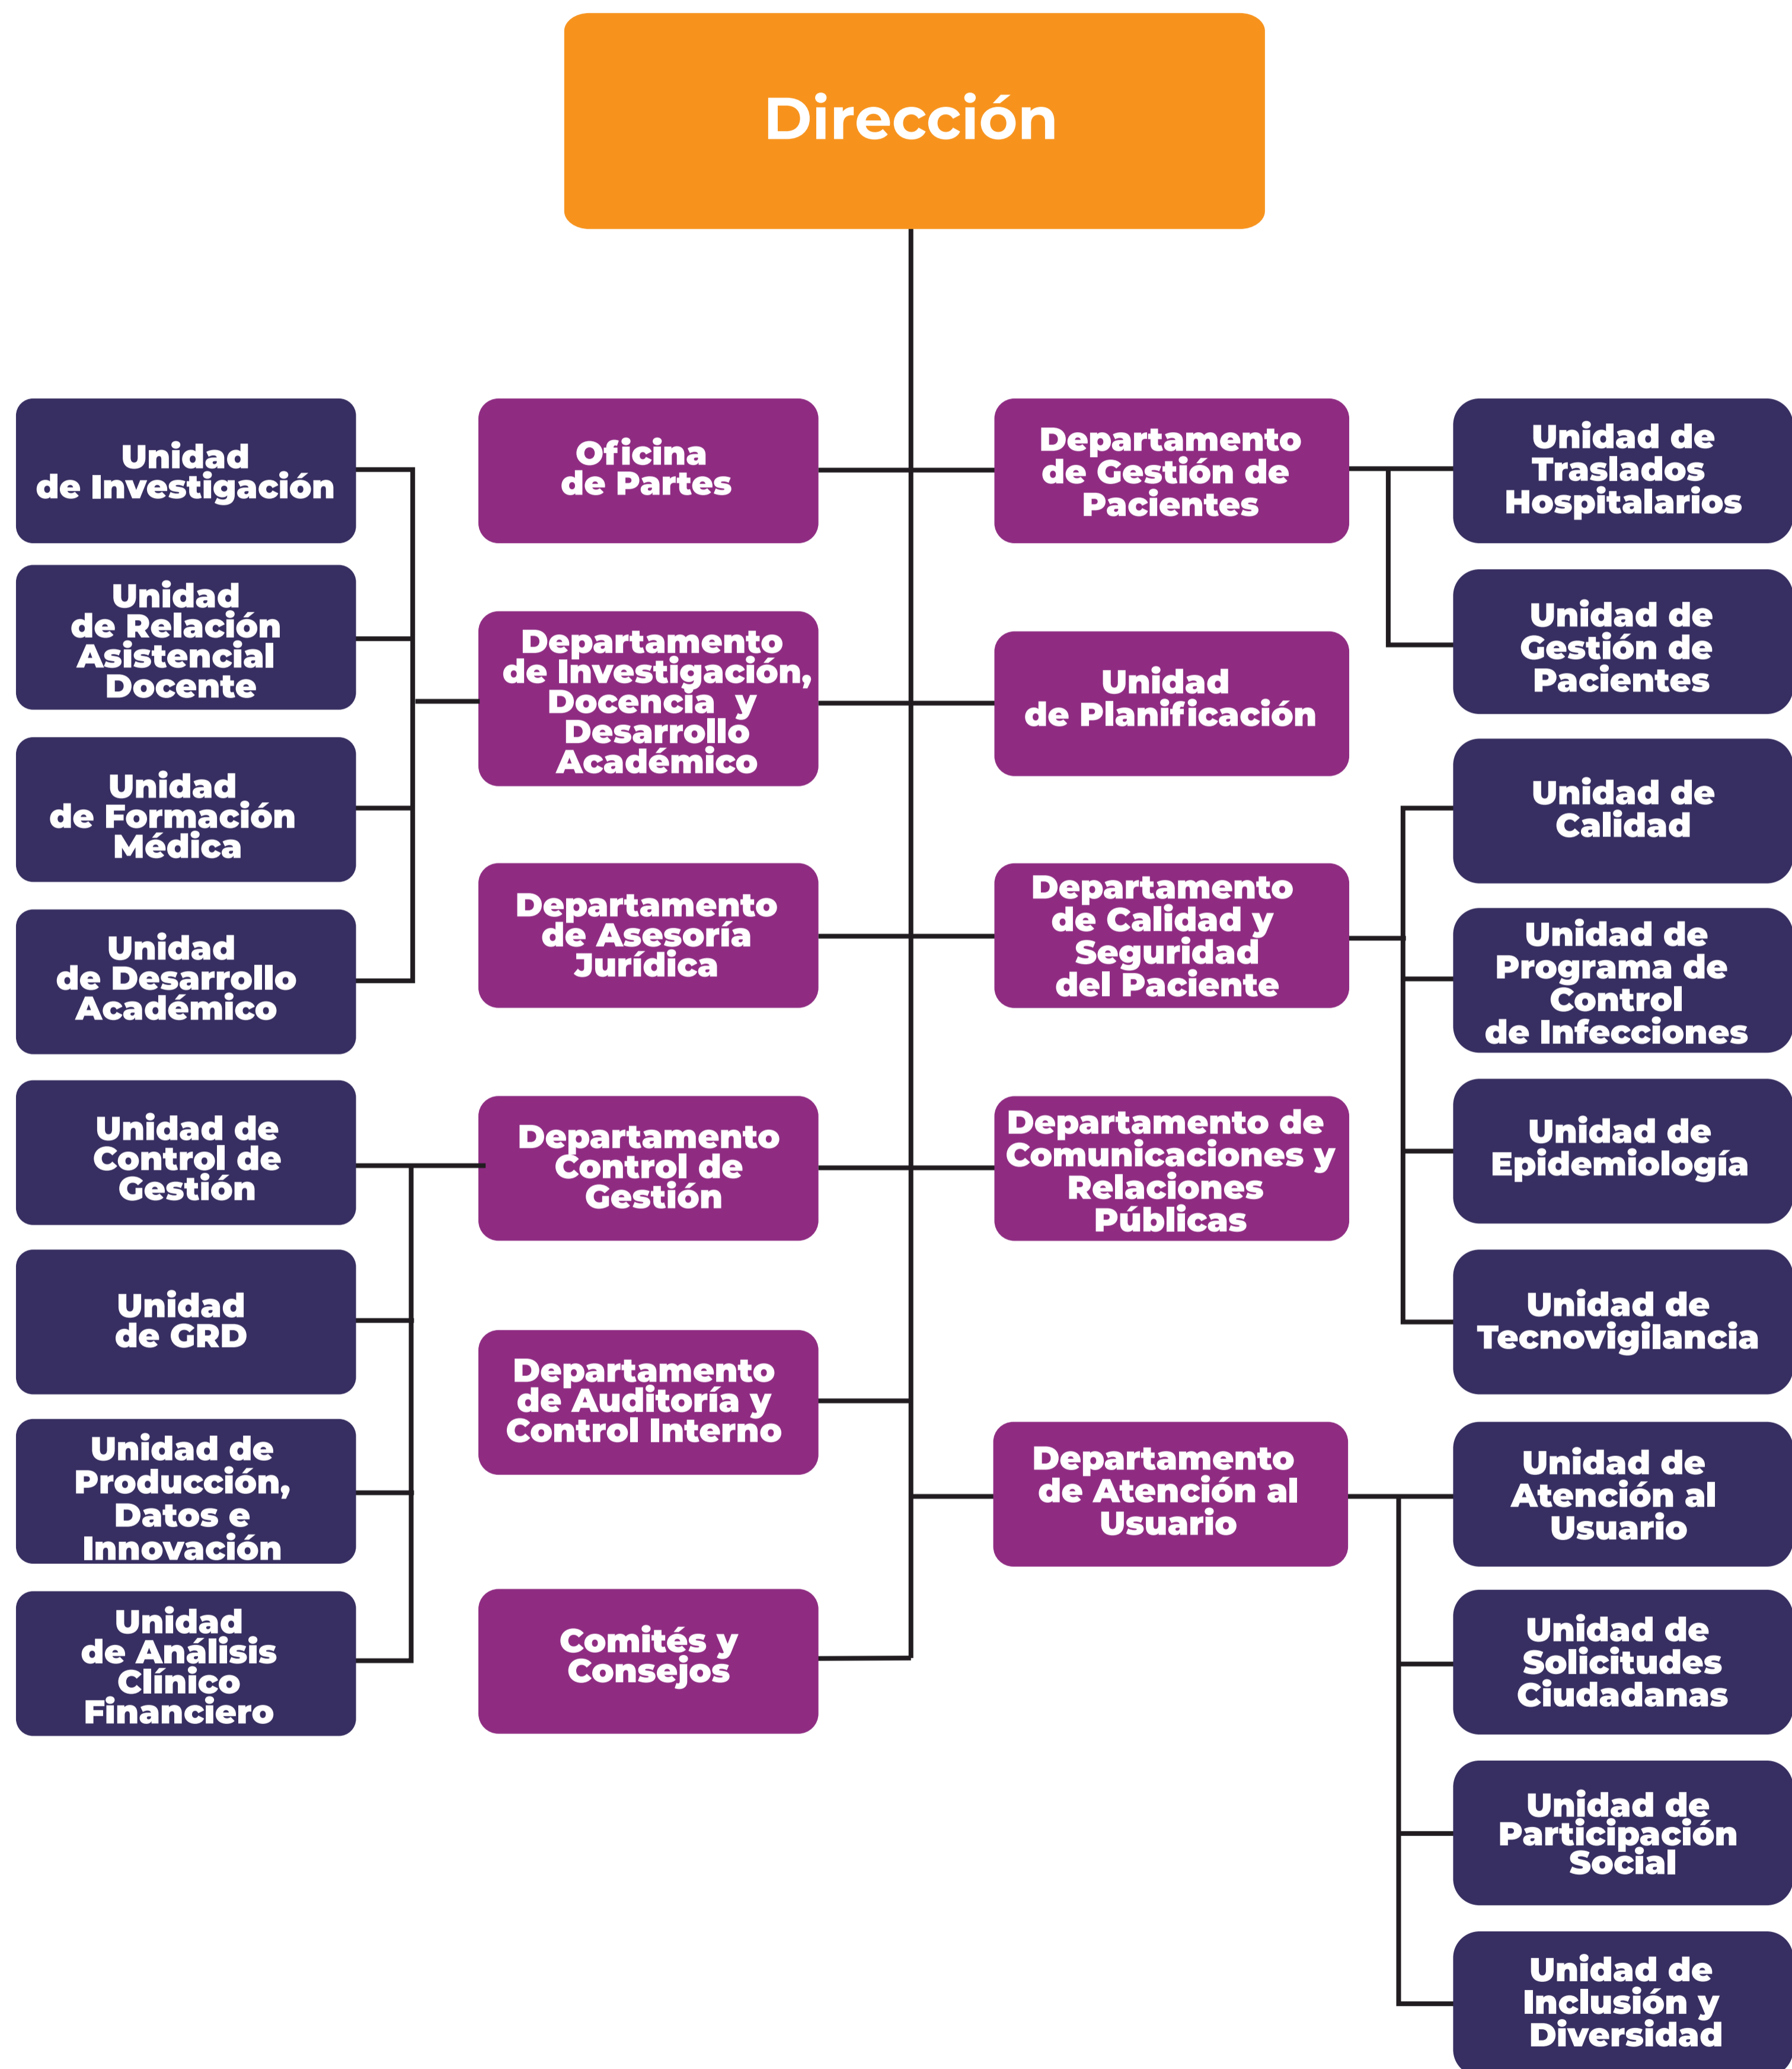 Dirección
Unidad
de Investigación
Unidad
de Relación
Asistencial
Docente
Unidad
de Formación
Médica
Unidad
de Desarrollo
Académico
Unidad de
Control de
Gestión
Unidad
de GRD
Unidad de
Producción,
Datos e
Innovación
Unidad
de Análisis
Clínico
Financiero
Oficina
de Partes
Departamento
de Investigación,
Docencia y
Desarrollo
Académico
Departamento
de Asesoría
Jurídica
Departamento
Control de
Gestión
Departamento
de Auditoría y
Control Interno
Comités y
Consejos
Departamento
de Gestión de
Pacientes
Unidad
de Planificación
Departamento
de Calidad y
Seguridad
del Paciente
Departamento de
Comunicaciones y
Relaciones
Públicas
Departamento
de Atención al
Usuario
Unidad de
Traslados
Hospitalarios
Unidad de
Gestión de
Pacientes
Unidad de
Calidad
Unidad de
Programa de
Control
de Infecciones
Unidad de
Epidemiología
Unidad de
Tecnovigilancia
Unidad de
Atención al
Usuario
Unidad de
Solicitudes
Ciudadanas
Unidad de
Participación
Social
Unidad de
Inclusión y
Diversidad